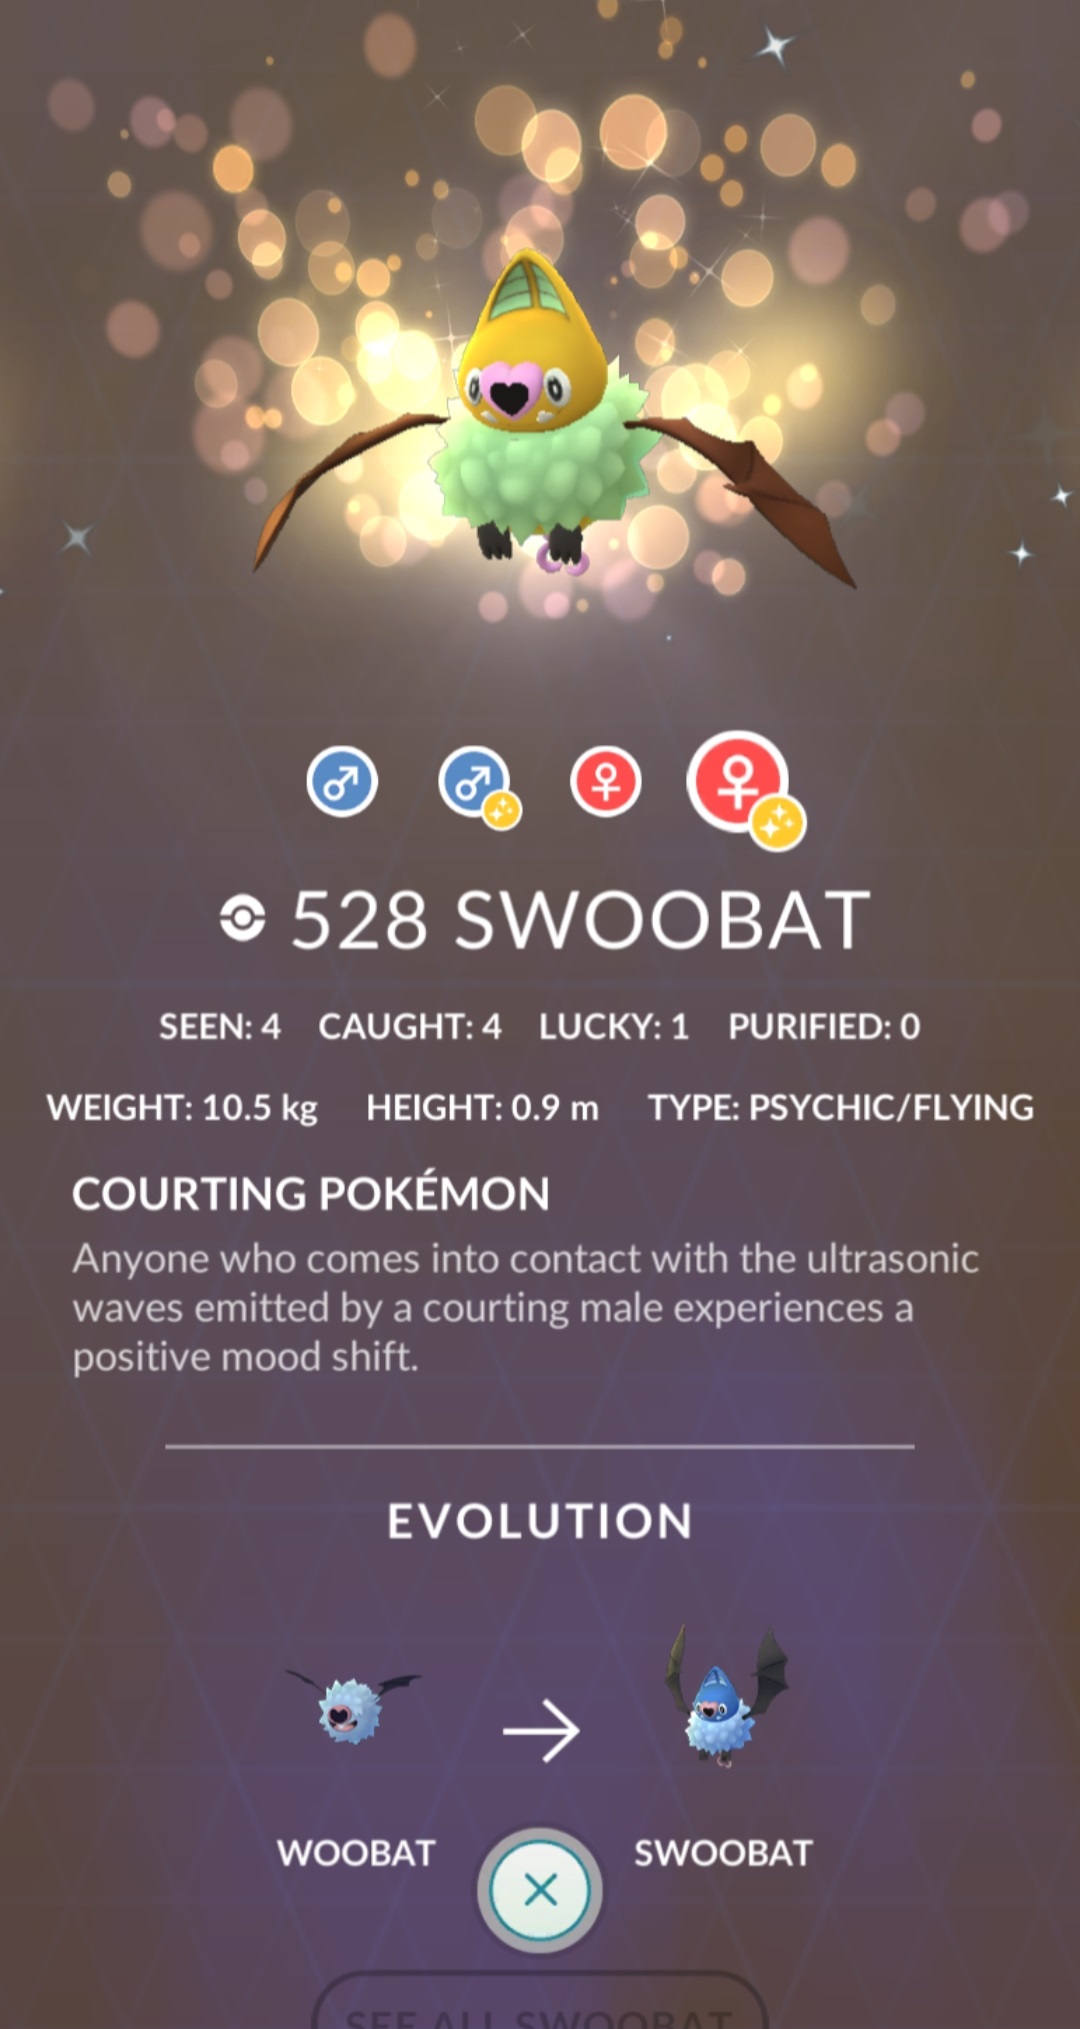 528 SWOOBAT
SEEN: 4 CAUGHT: 4 LUCKY: 1 PURIFIED: 0
WEIGHT: 10.5 kg HEIGHT: 0.9 m TYPE: PSYCHIC/FLYING
COURTING POKÉMON
Anyone who comes into contact with the ultrasonic
waves emitted by a courting male experiences a
positive mood shift.
EVOLUTION
WOOBAT SWOOBAT
SEE ALL SWOOBAT